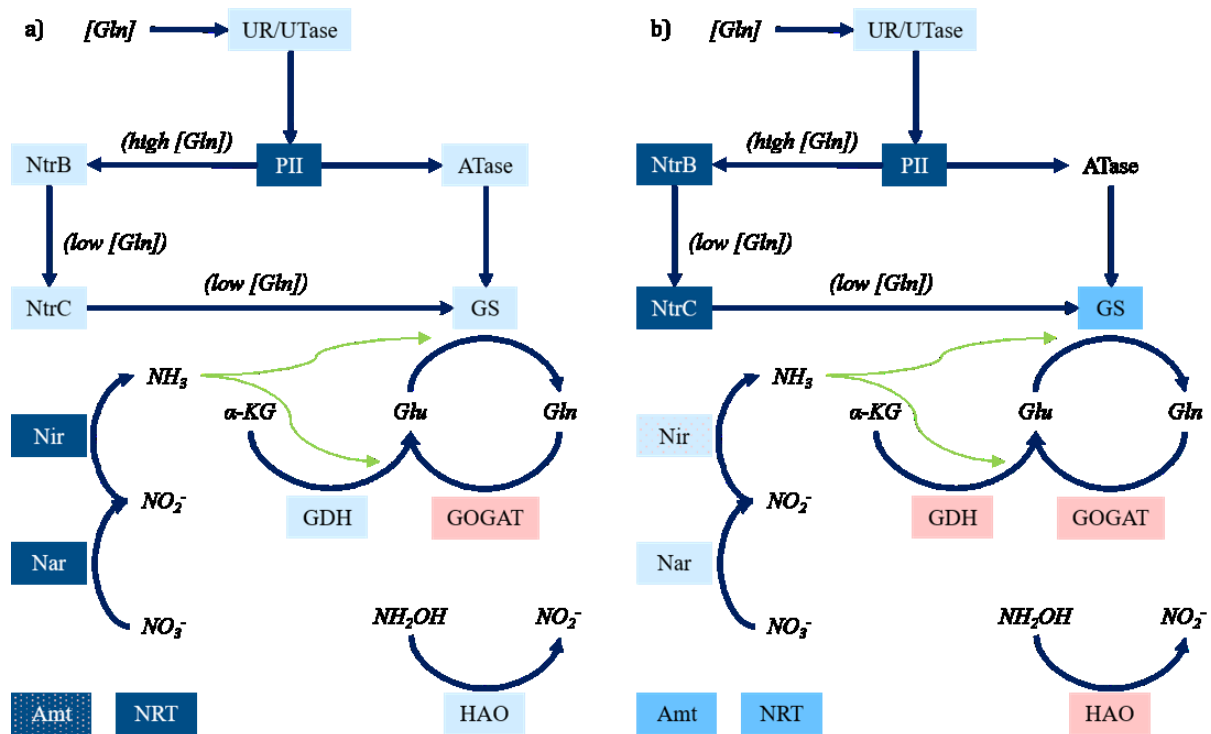 a) [Gln] UR/UTase
(high [Gln])
NtrB PII ATase
(low [Gln])
(low [Gln])
NtrC GS
NH₃
α-KG Glu Gln
Nir
NO₂⁻
GDH GOGAT
Nar
NO₃⁻
NH₂OH NO₂⁻
Amt NRT HAO
b) [Gln] UR/UTase
(high [Gln])
NtrB PII ATase
(low [Gln])
(low [Gln])
NtrC GS
NH₃
α-KG Glu Gln
Nir
NO₂⁻
GDH GOGAT
Nar
NO₃⁻
NH₂OH NO₂⁻
Amt NRT HAO